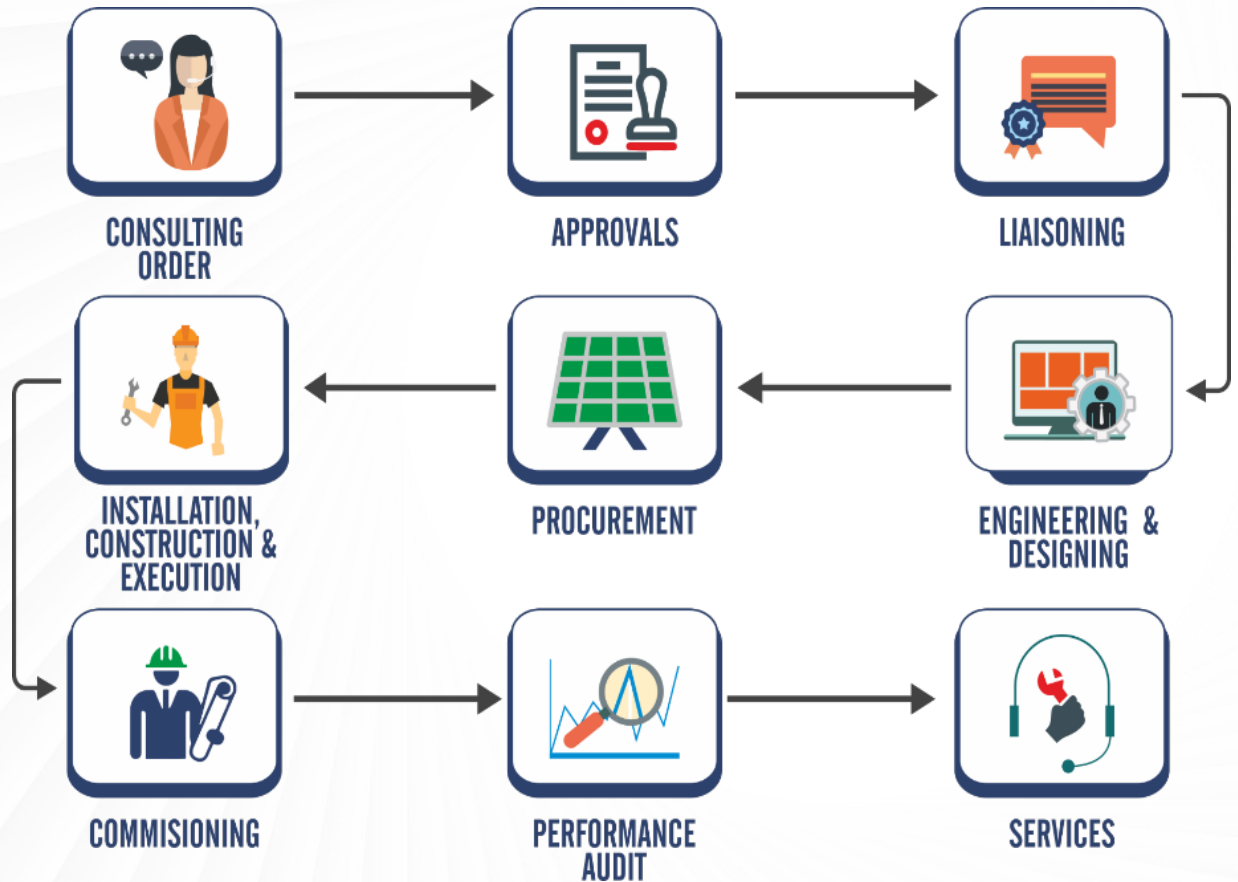 CONSULTING
ORDER
APPROVALS
LIAISONING
INSTALLATION,
CONSTRUCTION &
EXECUTION
PROCUREMENT
ENGINEERING &
DESIGNING
COMMISIONING
PERFORMANCE
AUDIT
SERVICES